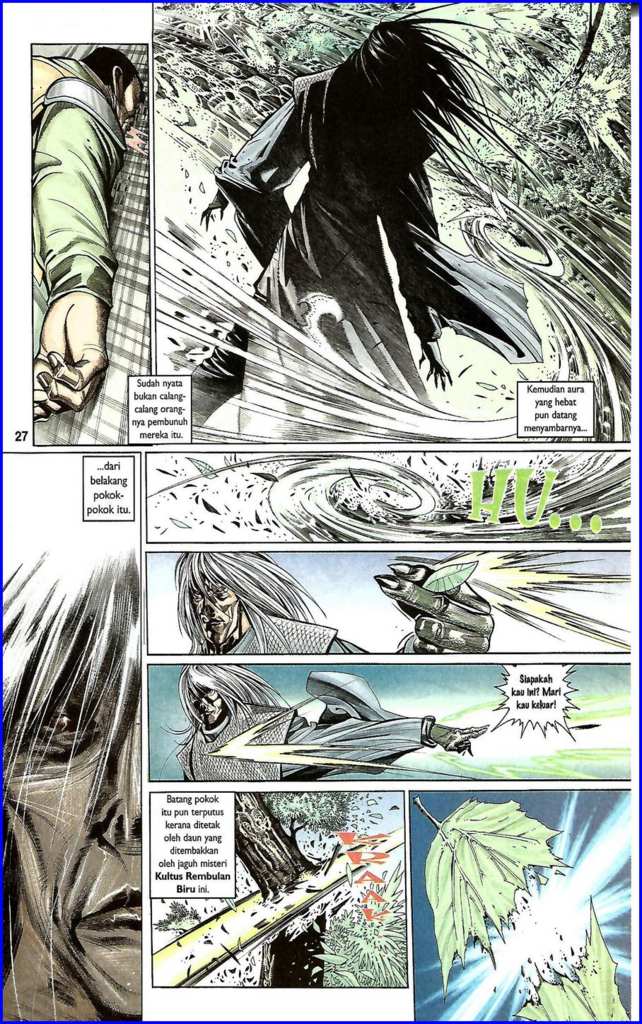 Sudah nyata
bukan calang-
calang orang-
nya pembunuh
mereka itu.
Kemudian aura
yang hebat
pun datang
menyambarnya...
27
...dari
belakang
pokok-
pokok itu.
HU...
Siapakah
kau ini? Mari
kau keluar!
Batang pokok
itu pun terputus
kerana ditetak
oleh daun yang
ditembakkan
oleh jaguh misteri
Kultus Rembulan
Biru ini.
KRAAK